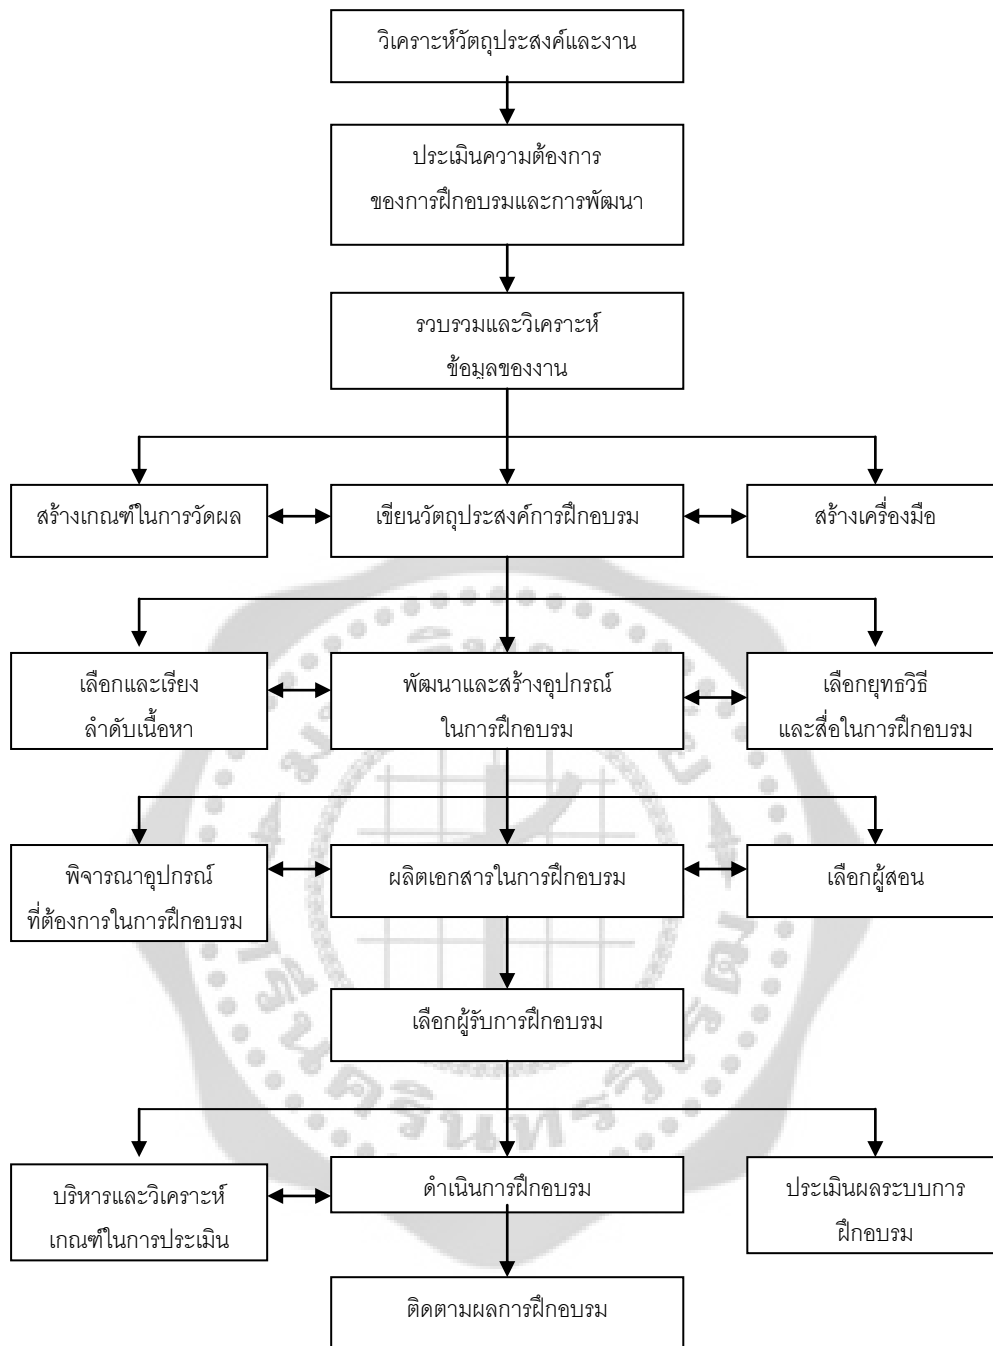 วิเคราะห์วัตถุประสงค์และงาน
ประเมินความต้องการ
ของการฝึกอบรมและการพัฒนา
รวบรวมและวิเคราะห์
ข้อมูลของงาน
สร้างเกณฑ์ในการวัดผล
เขียนวัตถุประสงค์การฝึกอบรม
สร้างเครื่องมือ
เลือกและเรียง
ลำดับเนื้อหา
พัฒนาและสร้างอุปกรณ์
ในการฝึกอบรม
เลือกยุทธวิธี
และสื่อในการฝึกอบรม
พิจารณาอุปกรณ์
ที่ต้องการในการฝึกอบรม
ผลิตเอกสารในการฝึกอบรม
เลือกผู้สอน
เลือกผู้รับการฝึกอบรม
บริหารและวิเคราะห์
เกณฑ์ในการประเมิน
ดำเนินการฝึกอบรม
ประเมินผลระบบการ
ฝึกอบรม
ติดตามผลการฝึกอบรม